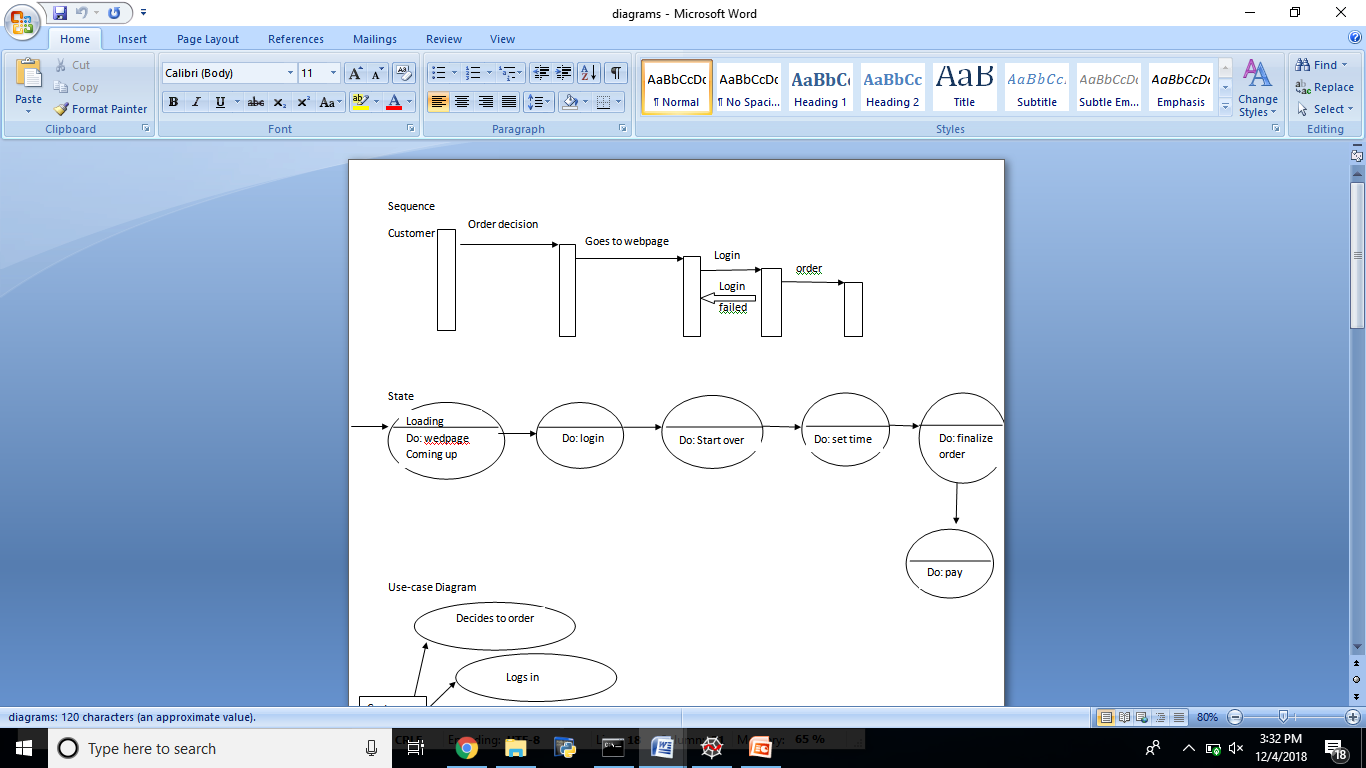 diagrams - Microsoft Word
Home Insert Page Layout References Mailings Review View
Paste
Cut
Copy
Format Painter
Clipboard
Calibri (Body) 11
Font
Paragraph
AaBbCcDc AaBbCcDc AaBbC AaBbCc AaB AaBbCc. AaBbCcDc AaBbCcDc
¶ Normal ¶ No Spaci... Heading 1 Heading 2 Title Subtitle Subtle Em... Emphasis
Change Styles
Styles
Find
Replace
Select
Editing
Sequence
Customer
Order decision
Goes to webpage
Login
order
Login
failed
State
Loading
Do: wedpage
Coming up
Do: login
Do: Start over
Do: set time
Do: finalize
order
Do: pay
Use-case Diagram
Decides to order
Logs in
diagrams: 120 characters (an approximate value).
80%
Type here to search
65 %
3:32 PM
12/4/2018
18